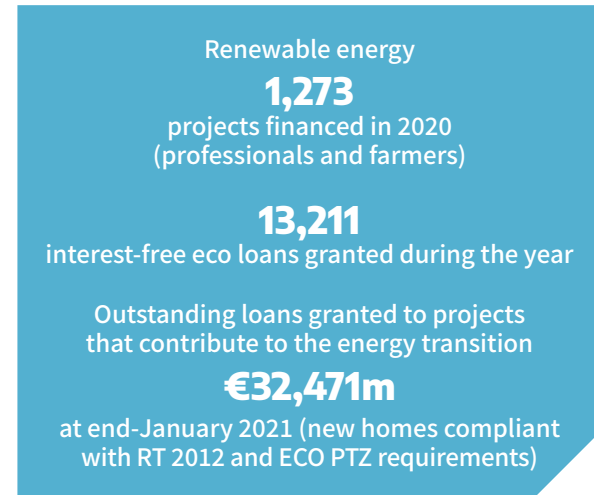 Renewable energy
1,273
projects financed in 2020
(professionals and farmers)
13,211
interest-free eco loans granted during the year
Outstanding loans granted to projects
that contribute to the energy transition
€32,471m
at end-January 2021 (new homes compliant
with RT 2012 and ECO PTZ requirements)